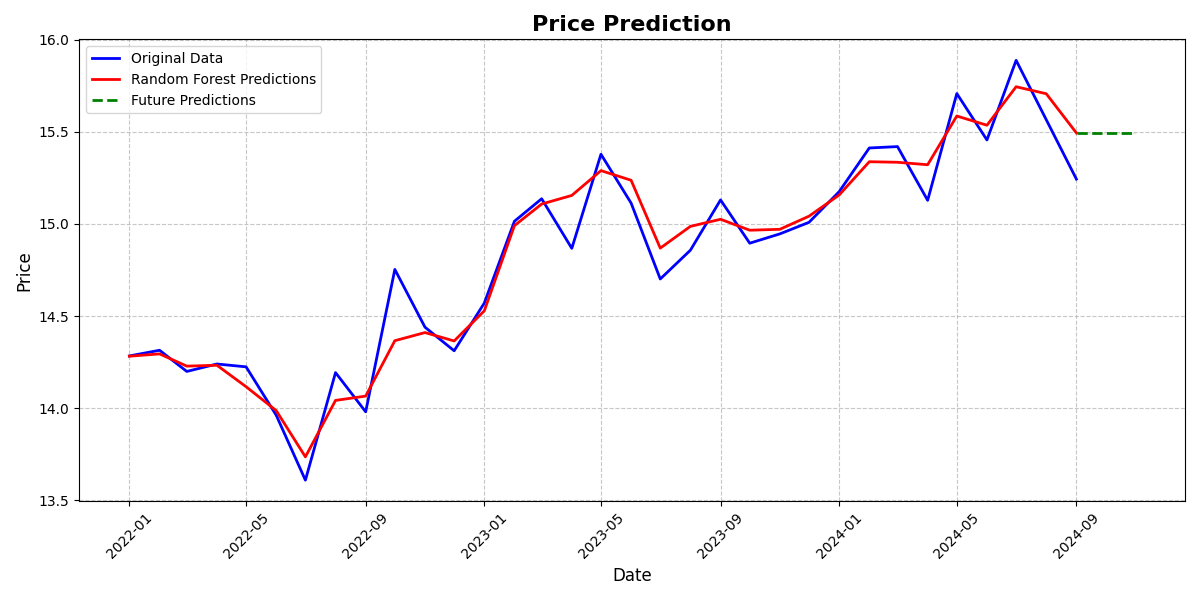 Price Prediction
Original Data
Random Forest Predictions
Future Predictions
Price
16.0
15.5
15.0
14.5
14.0
13.5
2022-01
2022-05
2022-09
2023-01
2023-05
2023-09
2024-01
2024-05
2024-09
Date